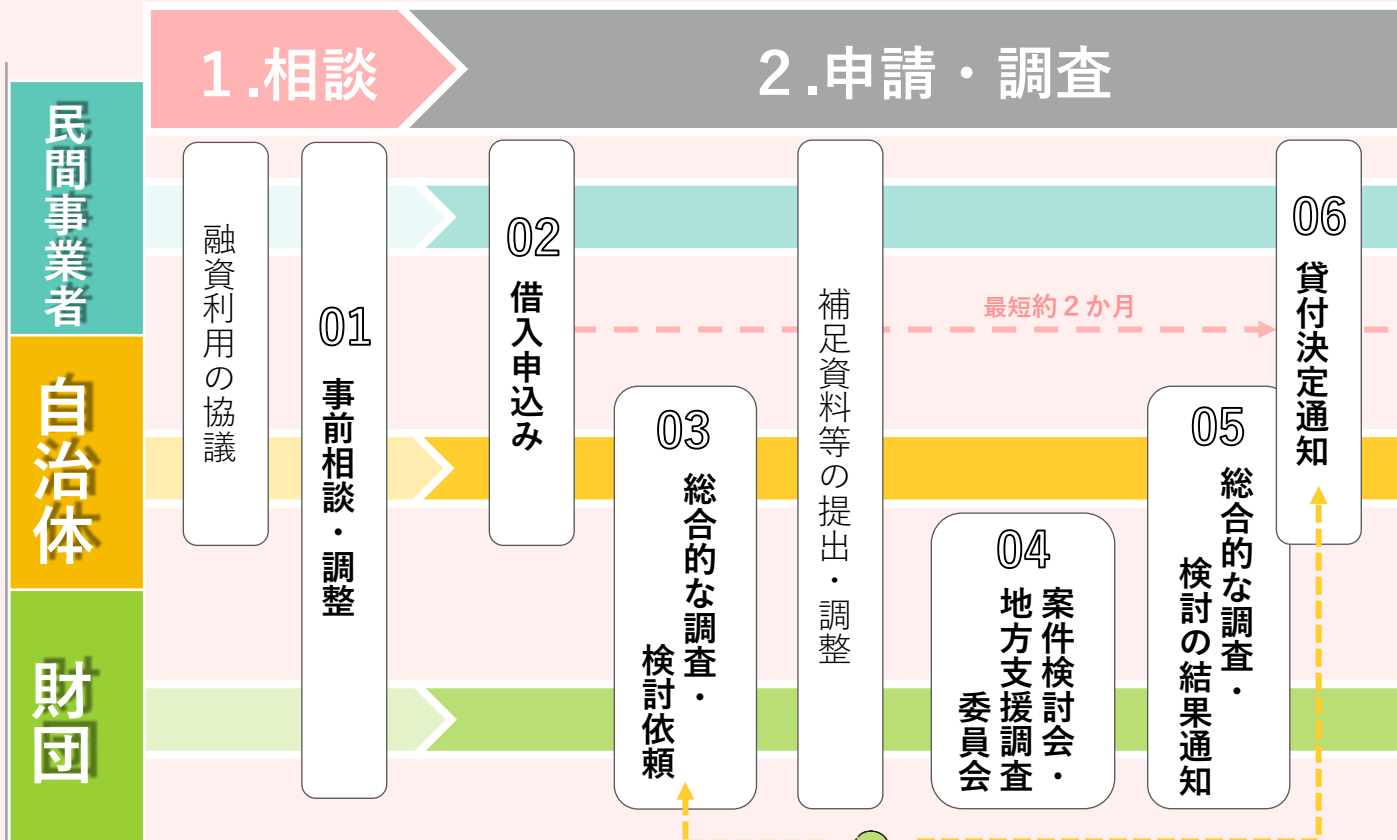 1.相談
2.申請・調査
民間事業者
自治体
財団
融資利用の協議
01
事前相談・調整
02
借入申込み
03
総合的な調査・
検討依頼
補足資料等の提出・調整
最短約2か月
04
案件検討会・
地方支援調査
委員会
05
総合的な調査・
検討の結果通知
06
貸付決定通知